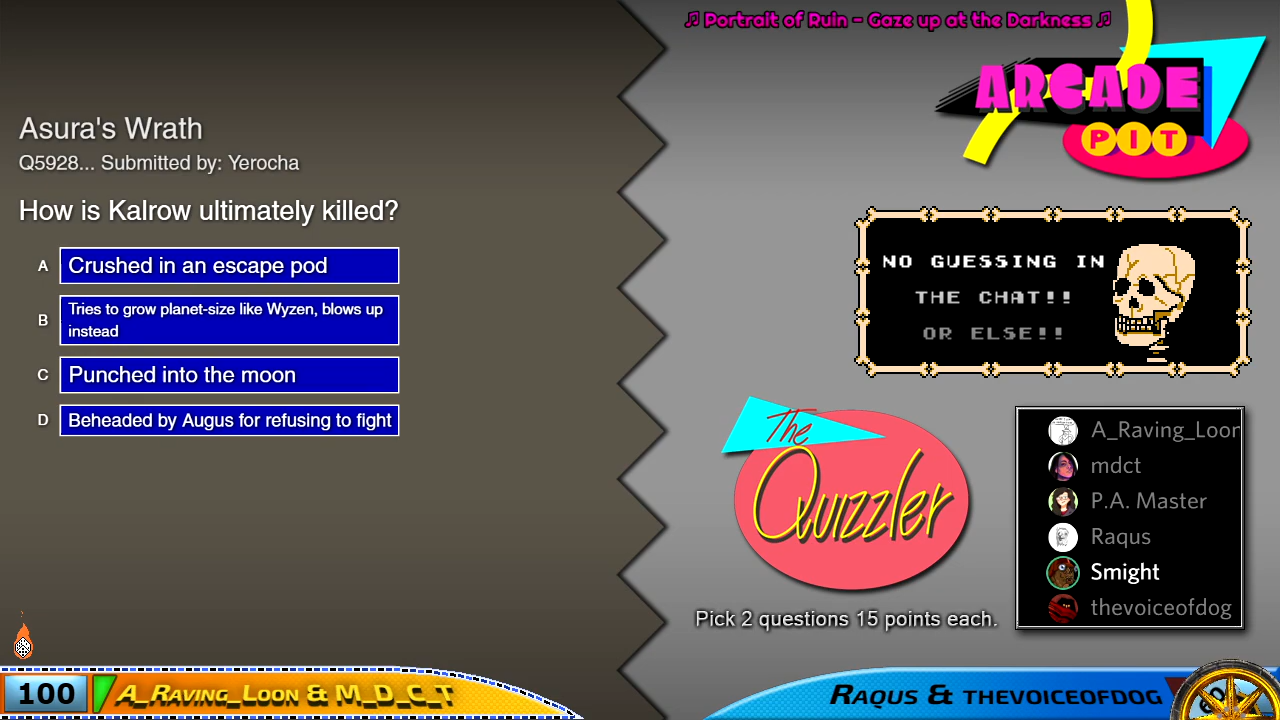 ♫ Portrait of Ruin - Gaze up at the Darkness ♫
ARCADE
PIT
Asura's Wrath
Q5928... Submitted by: Yerocha
How is Kalrow ultimately killed?
A Crushed in an escape pod
B Tries to grow planet-size like Wyzen, blows up
instead
C Punched into the moon
D Beheaded by Augus for refusing to fight
NO GUESSING IN
THE CHAT!!
OR ELSE!!
The
Quizzler
Pick 2 questions 15 points each.
A_Raving_Loon
mdct
P.A. Master
Raqus
Smight
thevoiceofdog
100 A_Raving_Loon & M_D_C_T
Raqus & thevoiceofdog